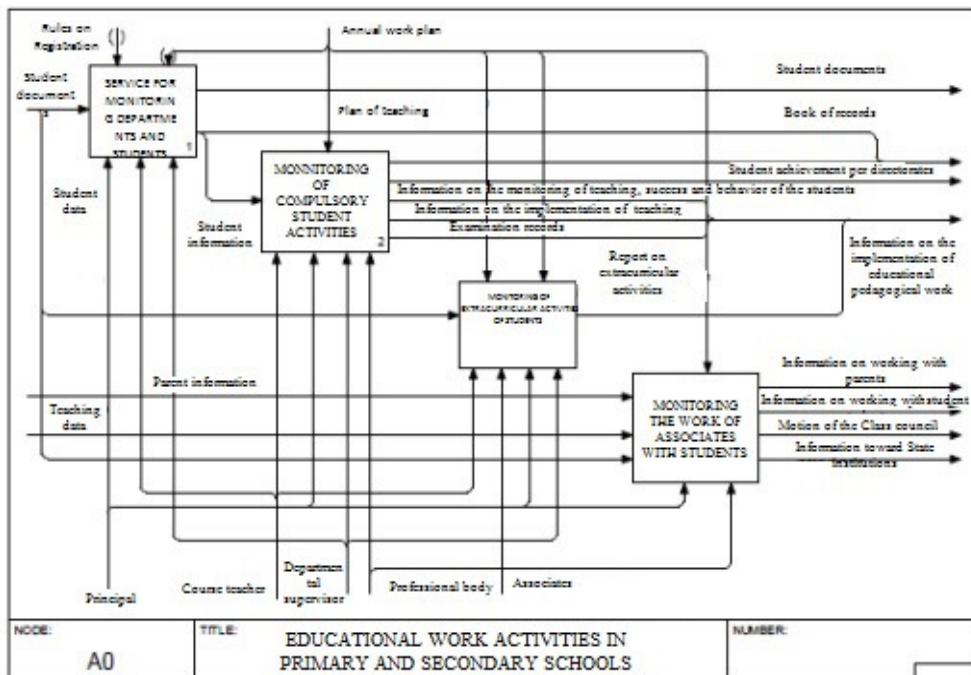 Rules on
Registration
Annual work plan
Student
document
s
SERVICE FOR
MONITORIN
G DEPARTME
NTS AND
STUDENTS
1
Student documents
Plan of teaching
Book of records
MONNITORING
OF
COMPULSORY
STUDENT
ACTIVITIES
2
Student achievement per directorates
Information on the monitoring of teaching, success and behavior of the students
Information on the implementation of teaching
Examination records
Student
data
Student
information
Report on
extracurricular
activities
Information on the
implementation of
educational
pedagogical work
MONITORING OF
EXTRACURRICULAR ACTIVITIES
OF STUDENTS
Parent information
Teaching
data
MONITORING
THE WORK OF
ASSOCIATES
WITH STUDENTS
Information on working with
parents
Information on working withstudent
Motion of the Class council
Information toward State
institutions
Principal
Course teacher
Departmen
tal
supervisor
Professional body
Associates
NODE:
A0
TITLE:
EDUCATIONAL WORK ACTIVITIES IN
PRIMARY AND SECONDARY SCHOOLS
NUMBER: